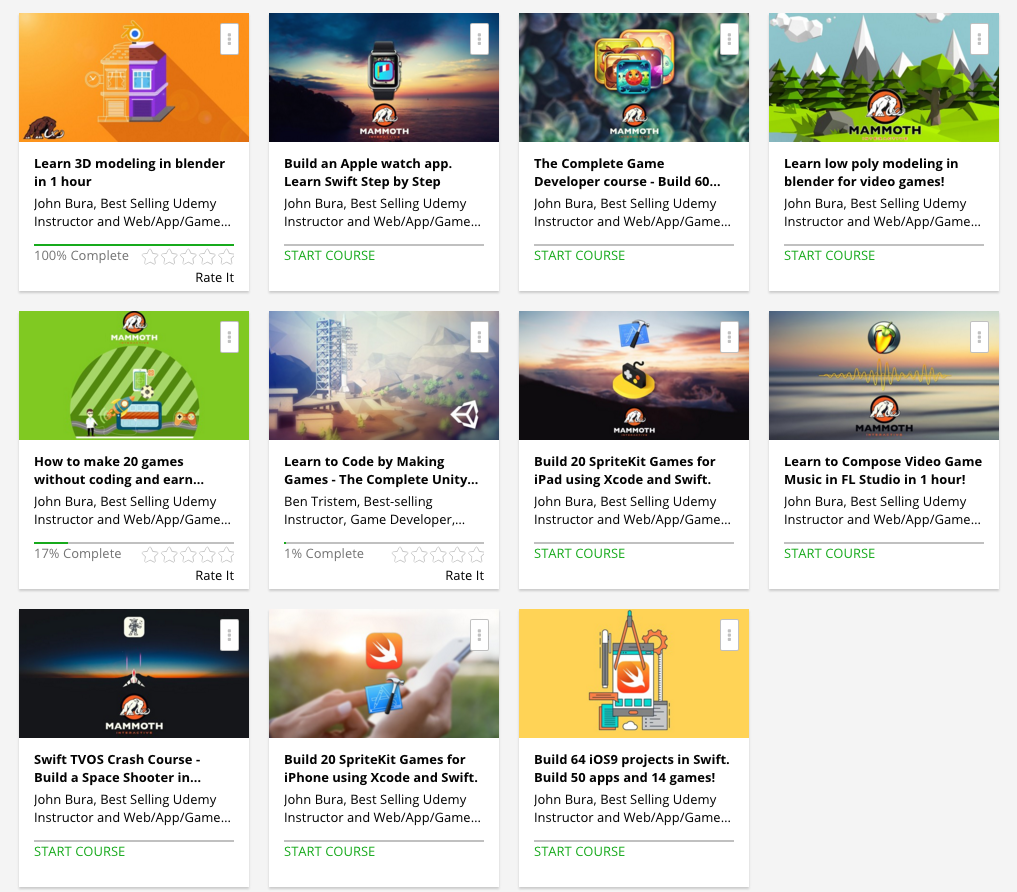 MAMMOTH
MAMMOTH
MAMMOTH
Learn 3D modeling in blender
in 1 hour
John Bura, Best Selling Udemy
Instructor and Web/App/Game...
100% Complete
Rate It
Build an Apple watch app.
Learn Swift Step by Step
John Bura, Best Selling Udemy
Instructor and Web/App/Game...
START COURSE
The Complete Game
Developer course - Build 60...
John Bura, Best Selling Udemy
Instructor and Web/App/Game...
START COURSE
Learn low poly modeling in
blender for video games!
John Bura, Best Selling Udemy
Instructor and Web/App/Game...
START COURSE
MAMMOTH
INTERACTIVE
How to make 20 games
without coding and earn...
John Bura, Best Selling Udemy
Instructor and Web/App/Game...
17% Complete
Rate It
Learn to Code by Making
Games - The Complete Unity...
Ben Tristem, Best-selling
Instructor, Game Developer,...
1% Complete
Rate It
MAMMOTH
INTERACTIVE
Build 20 SpriteKit Games for
iPad using Xcode and Swift.
John Bura, Best Selling Udemy
Instructor and Web/App/Game...
START COURSE
MAMMOTH
INTERACTIVE
Learn to Compose Video Game
Music in FL Studio in 1 hour!
John Bura, Best Selling Udemy
Instructor and Web/App/Game...
START COURSE
MAMMOTH
INTERACTIVE
Swift TVOS Crash Course -
Build a Space Shooter in...
John Bura, Best Selling Udemy
Instructor and Web/App/Game...
START COURSE
Build 20 SpriteKit Games for
iPhone using Xcode and Swift.
John Bura, Best Selling Udemy
Instructor and Web/App/Game...
START COURSE
Build 64 iOS9 projects in Swift.
Build 50 apps and 14 games!
John Bura, Best Selling Udemy
Instructor and Web/App/Game...
START COURSE